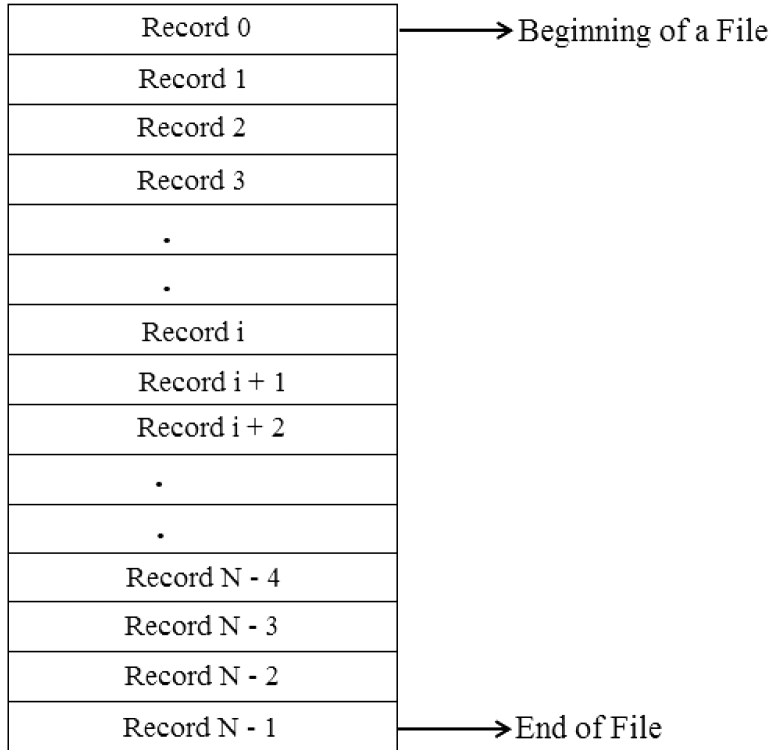 Record 0
Beginning of a File
Record 1
Record 2
Record 3
.
.
Record i
Record i + 1
Record i + 2
.
.
Record N - 4
Record N - 3
Record N - 2
Record N - 1
End of File